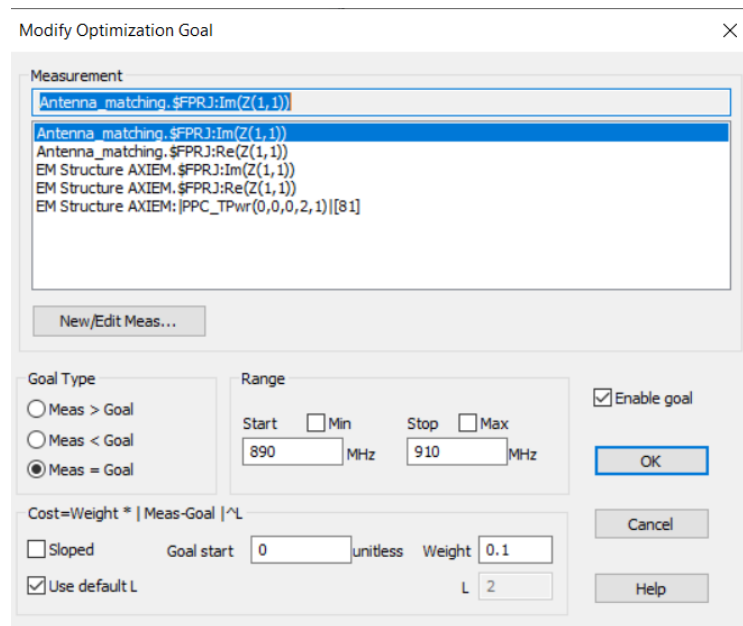 Modify Optimization Goal
Measurement
Antenna_matching.$FPRJ:Im(Z(1,1))
Antenna_matching.$FPRJ:Im(Z(1,1))
Antenna_matching.$FPRJ:Re(Z(1,1))
EM Structure AXIEM.$FPRJ:Im(Z(1,1))
EM Structure AXIEM.$FPRJ:Re(Z(1,1))
EM Structure AXIEM:|PPC_TPwr(0,0,0,2,1)|[81]
New/Edit Meas...
Goal Type
Meas > Goal
Meas < Goal
Meas = Goal
Range
Start Min Stop Max
890 MHz 910 MHz
Enable goal
OK
Cost=Weight * | Meas-Goal |^L
Sloped Goal start 0 unitless Weight 0.1
Use default L L 2
Cancel
Help